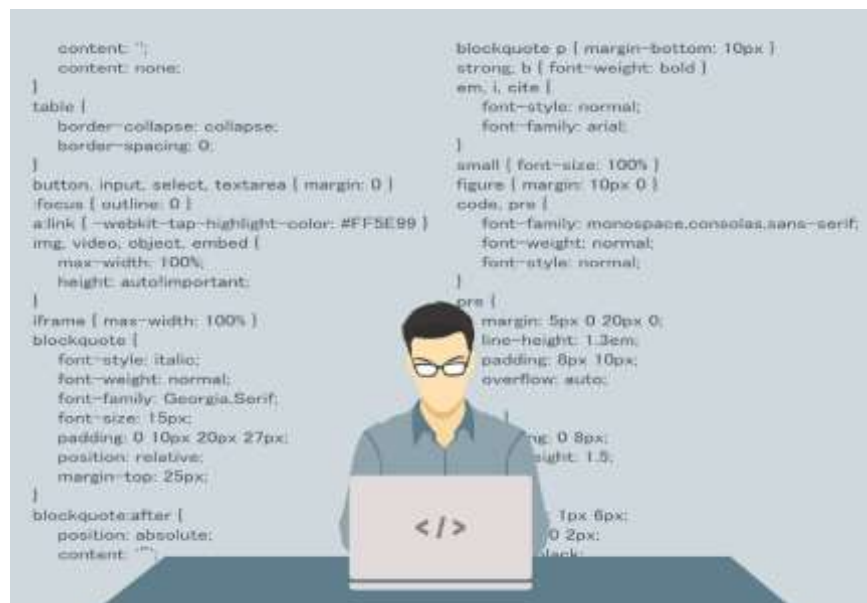 content: '';
content: none;
}
table {
border-collapse: collapse;
border-spacing: 0;
}
button, input, select, textarea { margin: 0 }
:focus { outline: 0 }
a:link { -webkit-tap-highlight-color: #FF5E99 }
img, video, object, embed {
max-width: 100%;
height: auto!important;
}
iframe { max-width: 100% }
blockquote {
font-style: italic;
font-weight: normal;
font-family: Georgia,Serif;
font-size: 15px;
padding: 0 10px 20px 27px;
position: relative;
margin-top: 25px;
}
blockquote:after {
position: absolute;
content: '"';
blockquote p { margin-bottom: 10px }
strong, b { font-weight: bold }
em, i, cite {
font-style: normal;
font-family: arial;
}
small { font-size: 100% }
figure { margin: 10px 0 }
code, pre {
font-family: monospace,consolas,sans-serif;
font-weight: normal;
font-style: normal;
}
pre {
margin: 5px 0 20px 0;
line-height: 1.3em;
padding: 8px 10px;
overflow: auto;
{
ng: 0 8px;
eight: 1.5;
1px 6px;
0 2px;
black;
</>